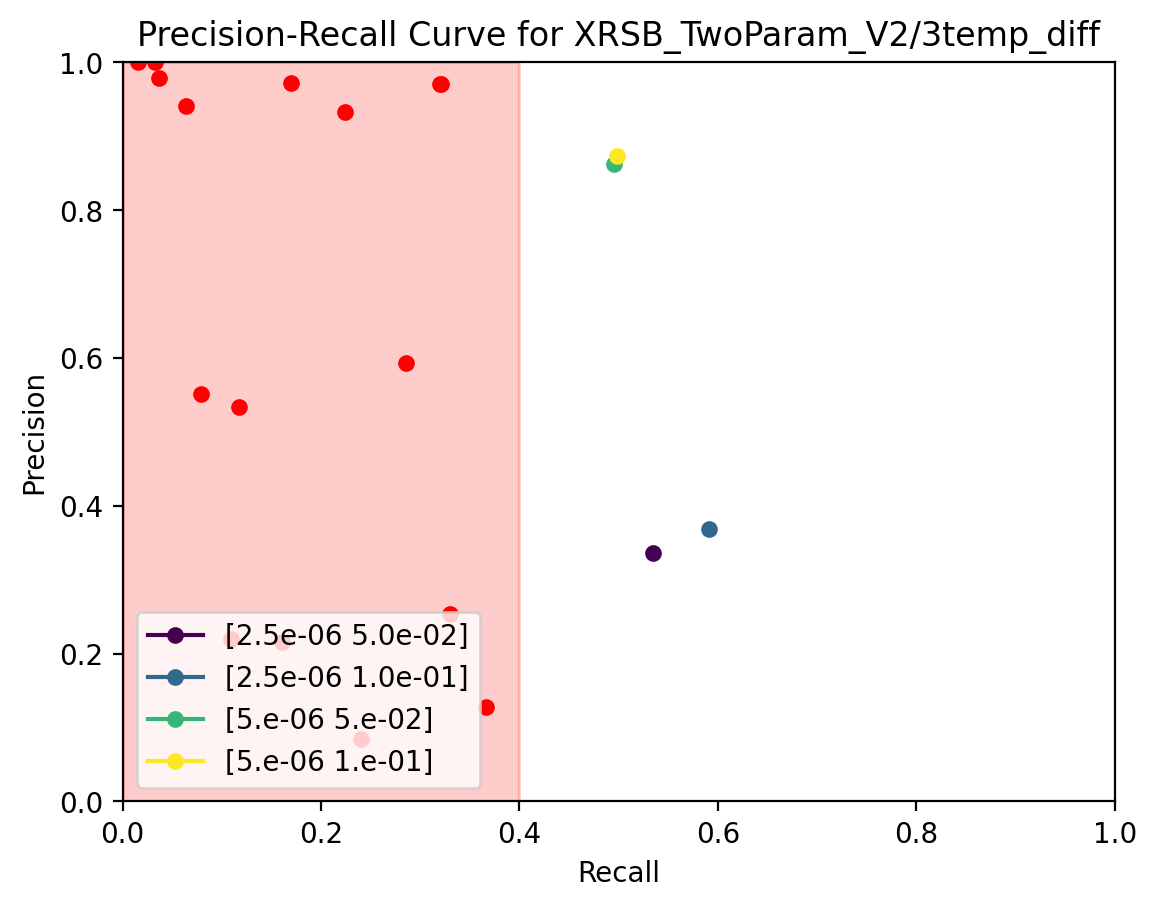 Precision-Recall Curve for XRSB_TwoParam_V2/3temp_diff
1.0
0.8
0.6
0.4
0.2
0.0
Precision
[2.5e-06 5.0e-02]
[2.5e-06 1.0e-01]
[5.e-06 5.e-02]
[5.e-06 1.e-01]
0.0 0.2 0.4 0.6 0.8 1.0
Recall